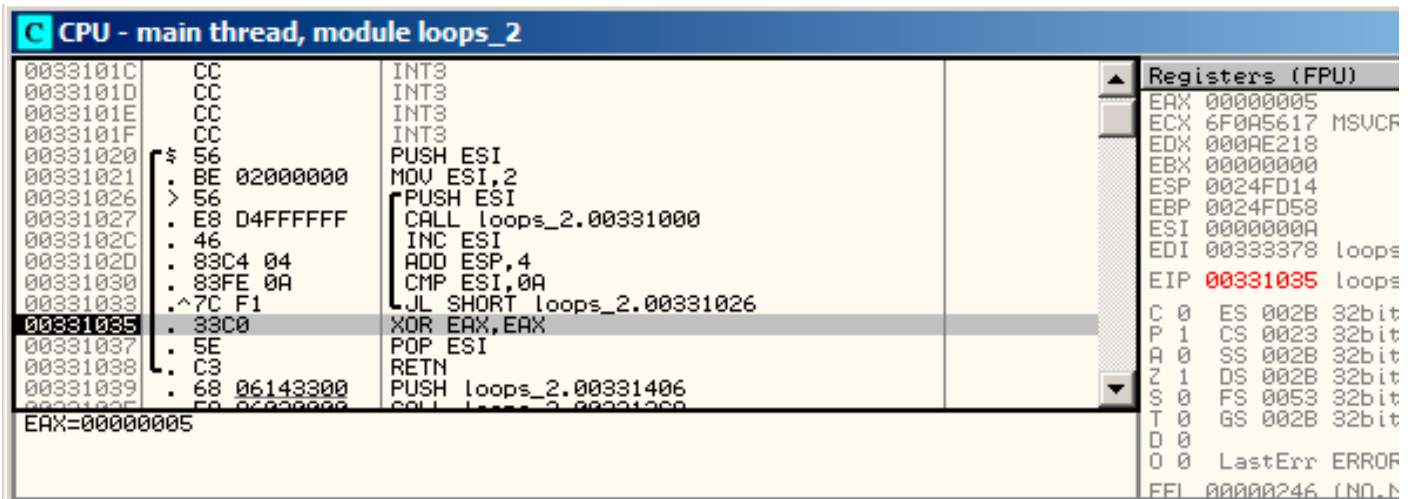 C CPU - main thread, module loops_2
0033101C CC INT3
0033101D CC INT3
0033101E CC INT3
0033101F CC INT3
00331020 $ 56 PUSH ESI
00331021 . BE 02000000 MOV ESI,2
00331026 > 56 PUSH ESI
00331027 . E8 D4FFFFFF CALL loops_2.00331000
0033102C . 46 INC ESI
0033102D . 83C4 04 ADD ESP,4
00331030 . 83FE 0A CMP ESI,0A
00331033 .^7C F1 JL SHORT loops_2.00331026
00331035 . 33C0 XOR EAX,EAX
00331037 . 5E POP ESI
00331038 . C3 RETN
00331039 . 68 06143300 PUSH loops_2.00331406
EAX=00000005
Registers (FPU)
EAX 00000005
ECX 6F0A5617 MSVCR
EDX 000AE218
EBX 00000000
ESP 0024FD14
EBP 0024FD58
ESI 0000000A
EDI 00333378 loops
EIP 00331035 loops
C 0 ES 002B 32bit
P 1 CS 0023 32bit
A 0 SS 002B 32bit
Z 1 DS 002B 32bit
S 0 FS 0053 32bit
T 0 GS 002B 32bit
D 0
O 0 LastErr ERROR
EFL 00000246 (NO,N